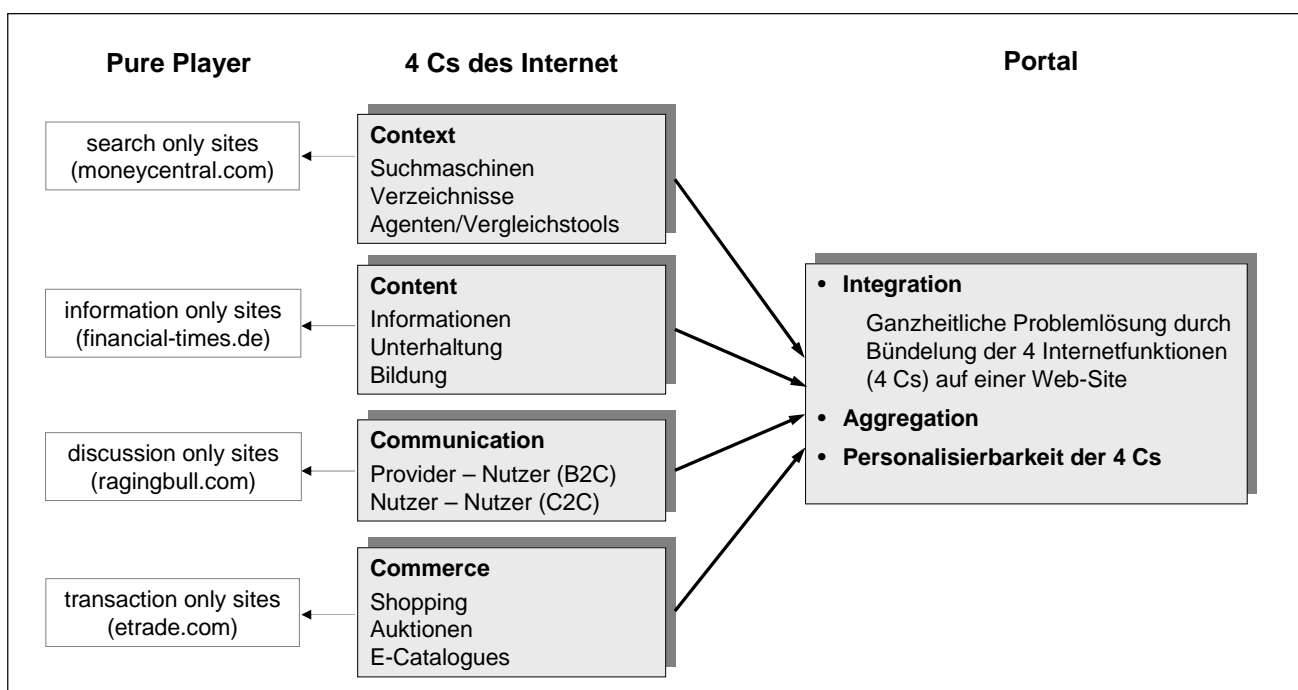 Pure Player
4 Cs des Internet
Portal
search only sites
(moneycentral.com)
Context
Suchmaschinen
Verzeichnisse
Agenten/Vergleichstools
information only sites
(financial-times.de)
Content
Informationen
Unterhaltung
Bildung
discussion only sites
(ragingbull.com)
Communication
Provider – Nutzer (B2C)
Nutzer – Nutzer (C2C)
transaction only sites
(etrade.com)
Commerce
Shopping
Auktionen
E-Catalogues
• Integration
Ganzheitliche Problemlösung durch
Bündelung der 4 Internetfunktionen
(4 Cs) auf einer Web-Site
• Aggregation
• Personalisierbarkeit der 4 Cs